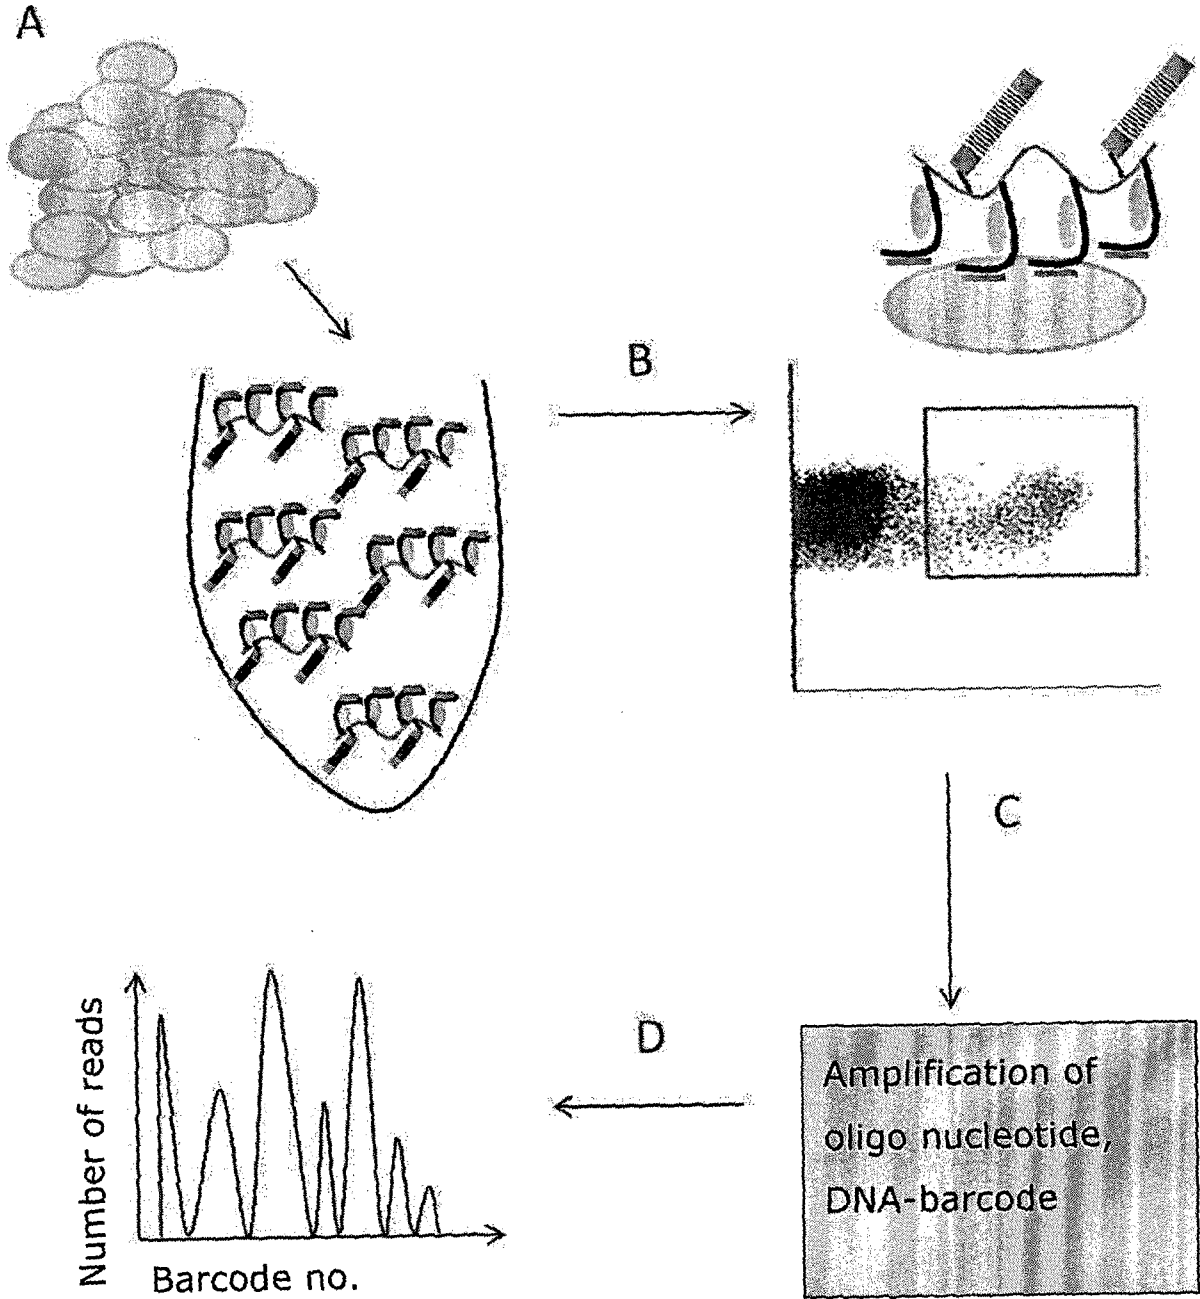 A
B
C
Amplification of
oligo nucleotide,
DNA-barcode
D
Number of reads
Barcode no.